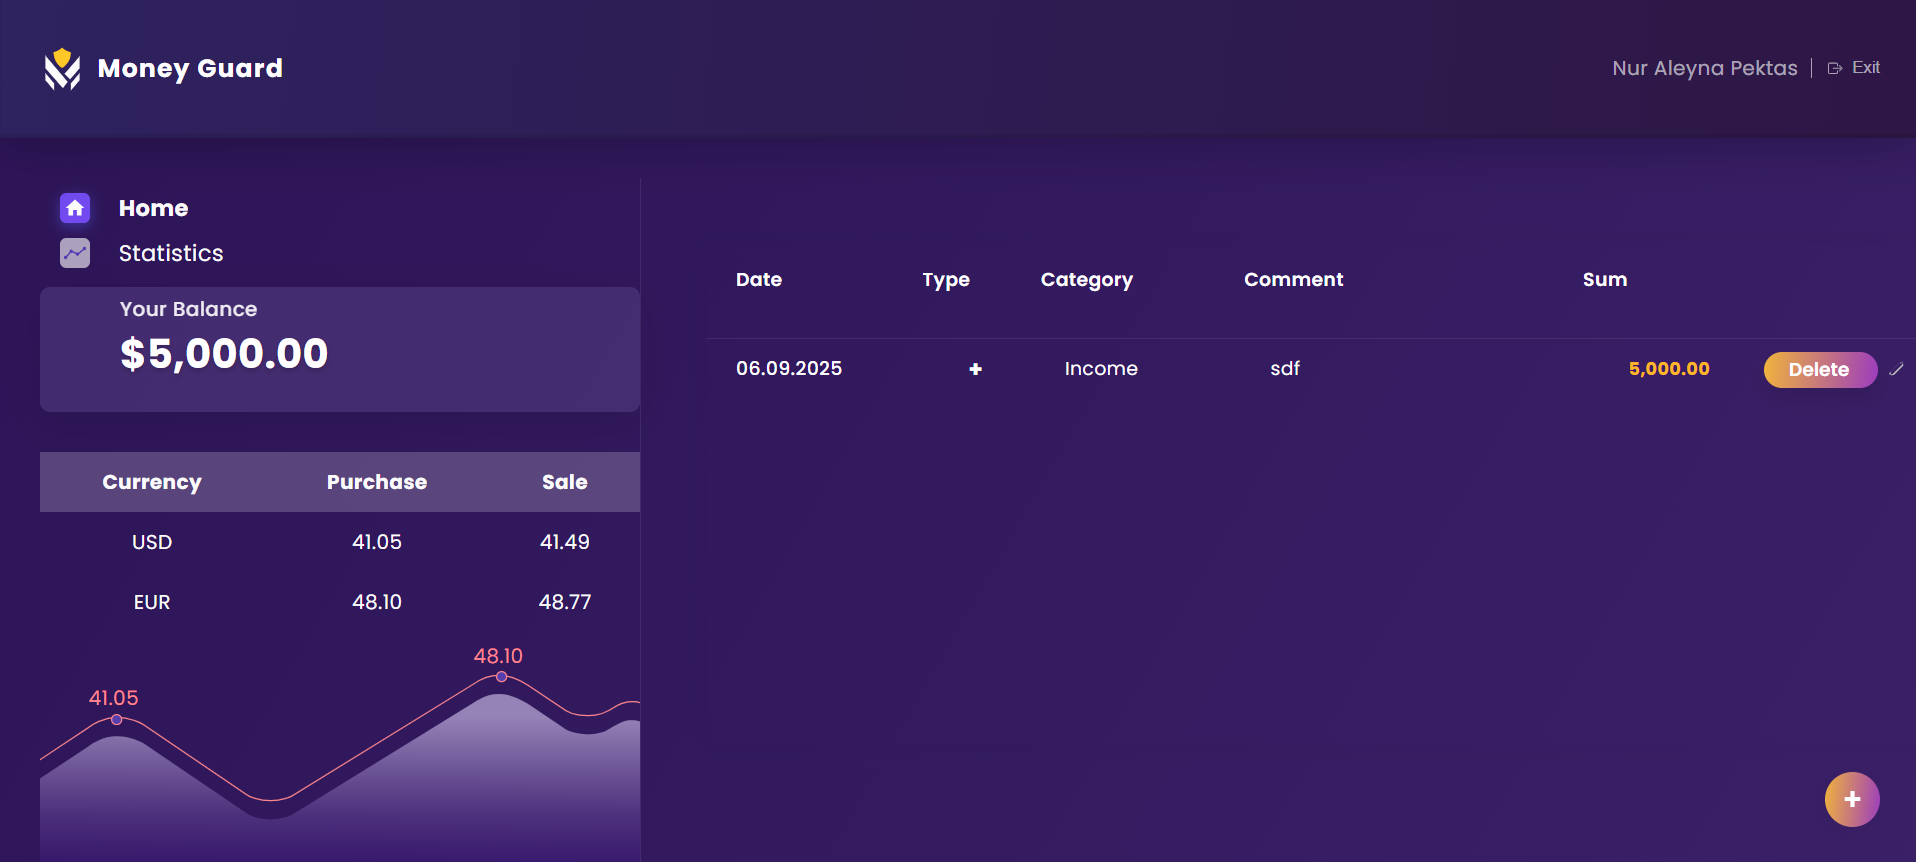 Money Guard
Nur Aleyna Pektas | Exit
Home
Statistics
Your Balance
$5,000.00
Currency Purchase Sale
USD 41.05 41.49
EUR 48.10 48.77
48.10
41.05
Date Type Category Comment Sum
06.09.2025 + Income sdf 5,000.00 Delete
+